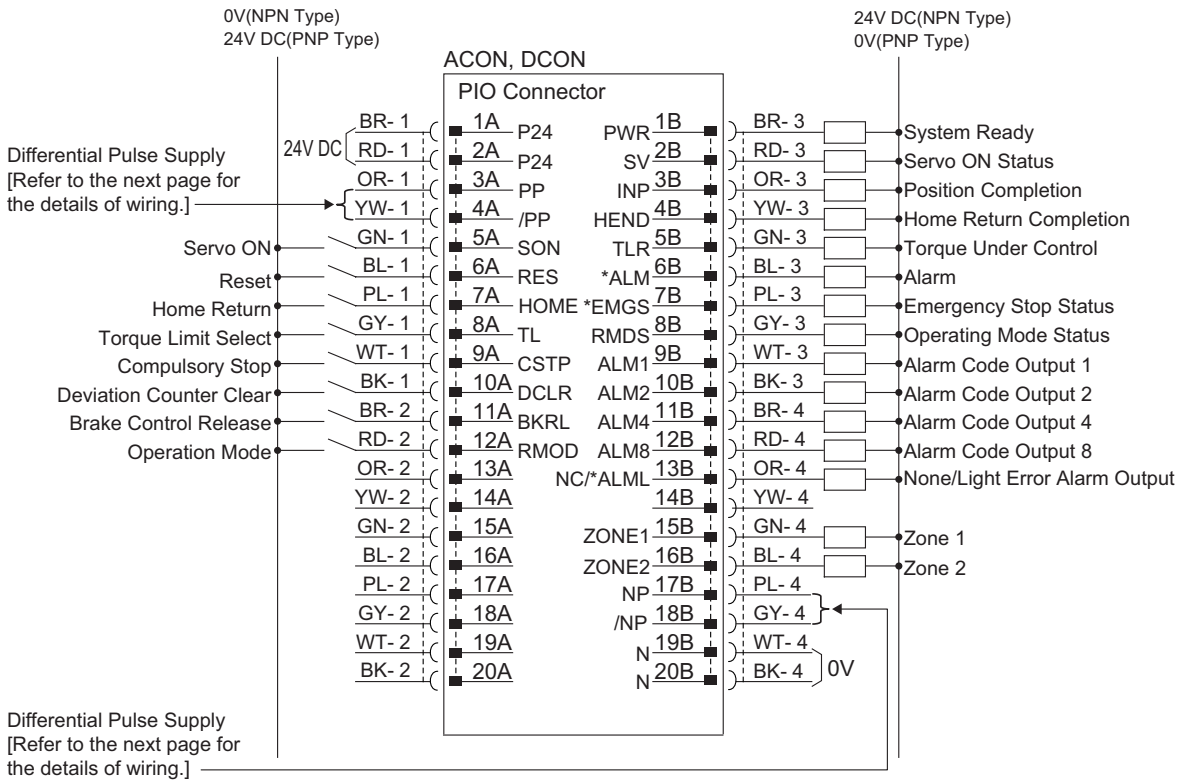 0V(NPN Type)
24V DC(PNP Type)
24V DC(NPN Type)
0V(PNP Type)
ACON, DCON
PIO Connector
24V DC
Differential Pulse Supply
[Refer to the next page for
the details of wiring.]
BR- 1 1A P24 PWR 1B BR- 3 System Ready
RD- 1 2A P24 SV 2B RD- 3 Servo ON Status
OR- 1 3A PP INP 3B OR- 3 Position Completion
YW- 1 4A /PP HEND 4B YW- 3 Home Return Completion
Servo ON GN- 1 5A SON TLR 5B GN- 3 Torque Under Control
Reset BL- 1 6A RES *ALM 6B BL- 3 Alarm
Home Return PL- 1 7A HOME *EMGS 7B PL- 3 Emergency Stop Status
Torque Limit Select GY- 1 8A TL RMDS 8B GY- 3 Operating Mode Status
Compulsory Stop WT- 1 9A CSTP ALM1 9B WT- 3 Alarm Code Output 1
Deviation Counter Clear BK- 1 10A DCLR ALM2 10B BK- 3 Alarm Code Output 2
Brake Control Release BR- 2 11A BKRL ALM4 11B BR- 4 Alarm Code Output 4
Operation Mode RD- 2 12A RMOD ALM8 12B RD- 4 Alarm Code Output 8
OR- 2 13A NC/*ALML 13B OR- 4 None/Light Error Alarm Output
YW- 2 14A 14B YW- 4
GN- 2 15A ZONE1 15B GN- 4 Zone 1
BL- 2 16A ZONE2 16B BL- 4 Zone 2
PL- 2 17A NP 17B PL- 4
GY- 2 18A /NP 18B GY- 4
WT- 2 19A N 19B WT- 4
BK- 2 20A N 20B BK- 4
0V
Differential Pulse Supply
[Refer to the next page for
the details of wiring.]